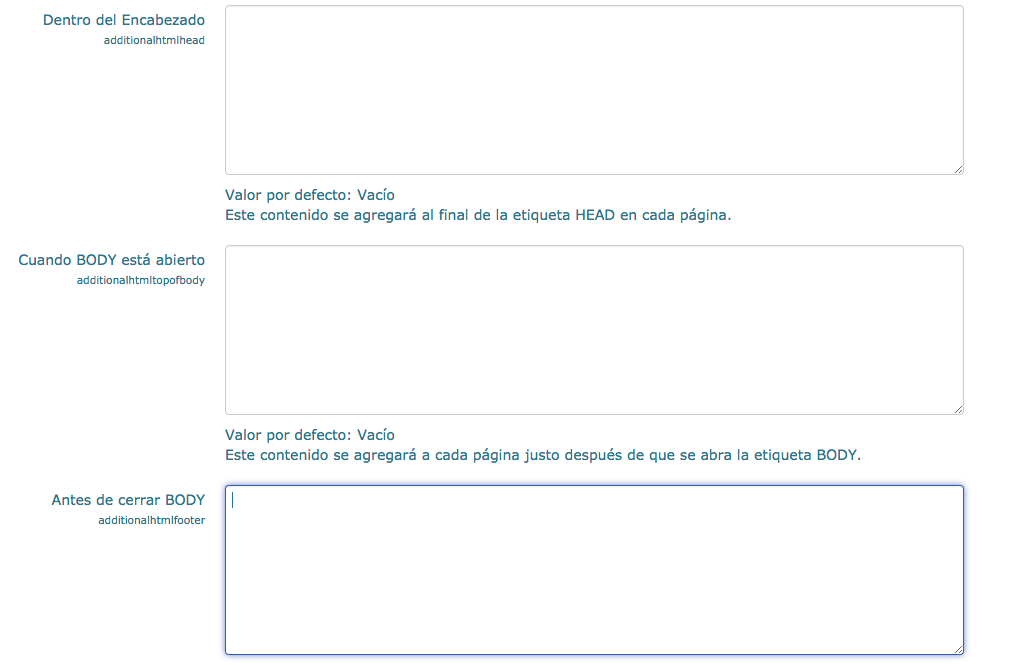 Dentro del Encabezado
additionalhtmlhead
Valor por defecto: Vacío
Este contenido se agregará al final de la etiqueta HEAD en cada página.
Cuando BODY está abierto
additionalhtmltopofbody
Valor por defecto: Vacío
Este contenido se agregará a cada página justo después de que se abra la etiqueta BODY.
Antes de cerrar BODY
additionalhtmlfooter